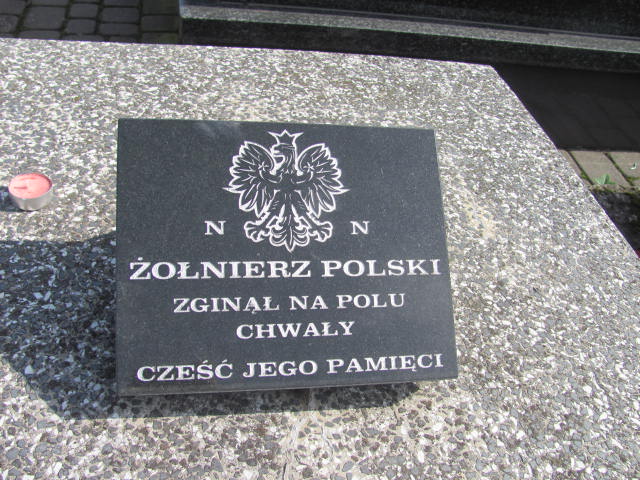 N N
ŻOŁNIERZ POLSKI
ZGINĄŁ NA POLU
CHWAŁY
CZEŚĆ JEGO PAMIĘCI